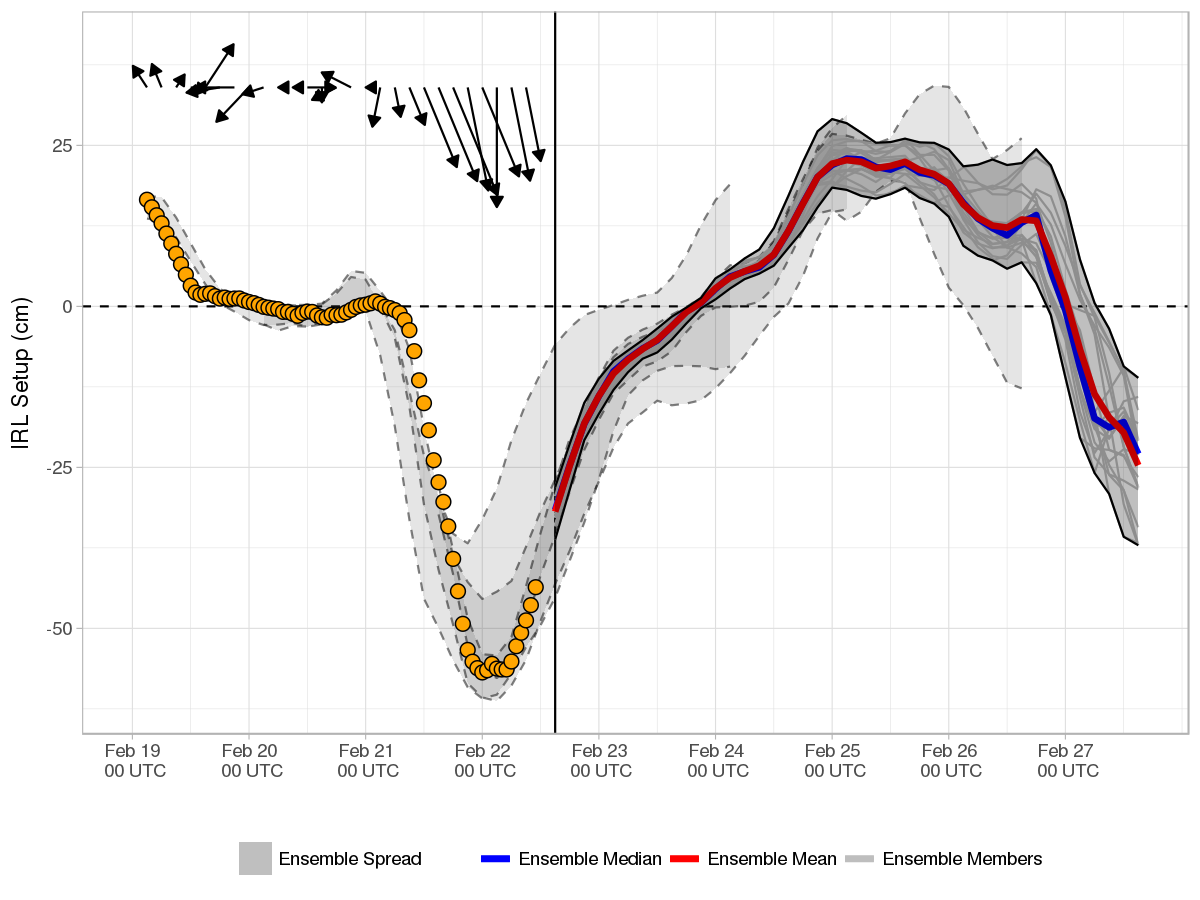 IRL Setup (cm)
25
0
-25
-50
Feb 19 Feb 20 Feb 21 Feb 22 Feb 23 Feb 24 Feb 25 Feb 26 Feb 27
00 UTC 00 UTC 00 UTC 00 UTC 00 UTC 00 UTC 00 UTC 00 UTC 00 UTC
Ensemble Spread Ensemble Median Ensemble Mean Ensemble Members